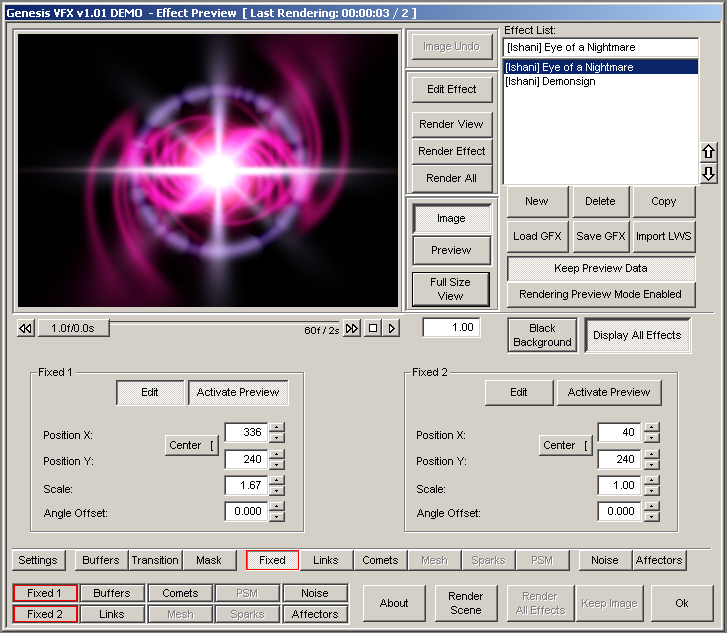 Genesis VFX v1.01 DEMO - Effect Preview [ Last Rendering: 00:00:03 / 2 ]
Image Undo
Edit Effect
Render View
Render Effect
Render All
Image
Preview
Full Size
View
Effect List:
[Ishani] Eye of a Nightmare
[Ishani] Eye of a Nightmare
[Ishani] Demonsign
New Delete Copy
Load GFX Save GFX Import LWS
Keep Preview Data
Rendering Preview Mode Enabled
1.0f/0.0s 60f / 2s 1.00
Black
Background
Display All Effects
Fixed 1
Edit Activate Preview
Position X: 336
Center [
Position Y: 240
Scale: 1.67
Angle Offset: 0.000
Fixed 2
Edit Activate Preview
Position X: 40
Center [
Position Y: 240
Scale: 1.00
Angle Offset: 0.000
Settings Buffers Transition Mask Fixed Links Comets Mesh Sparks PSM Noise Affectors
Fixed 1 Buffers Comets PSM Noise
Fixed 2 Links Mesh Sparks Affectors
About
Render
Scene
Render
All Effects
Keep Image
Ok